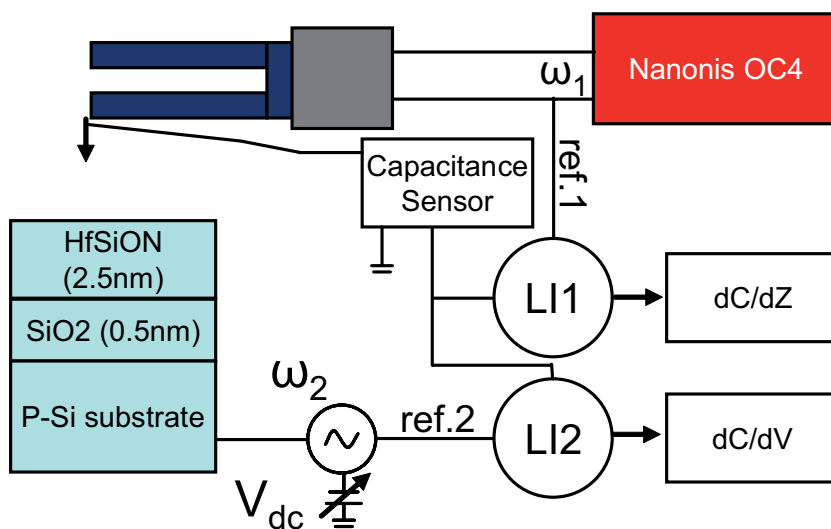 ω1
Nanonis OC4
ref.1
Capacitance
Sensor
HfSiON
(2.5nm)
SiO2 (0.5nm)
P-Si substrate
LI1
dC/dZ
ω2
ref.2
LI2
dC/dV
Vdc